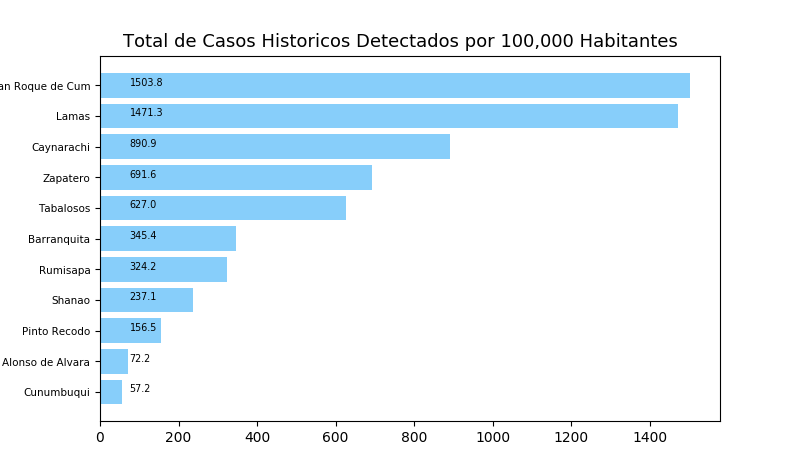 Total de Casos Historicos Detectados por 100,000 Habitantes
an Roque de Cum 1503.8
Lamas 1471.3
Caynarachi 890.9
Zapatero 691.6
Tabalosos 627.0
Barranquita 345.4
Rumisapa 324.2
Shanao 237.1
Pinto Recodo 156.5
Alonso de Alvara 72.2
Cunumbuqui 57.2
0 200 400 600 800 1000 1200 1400